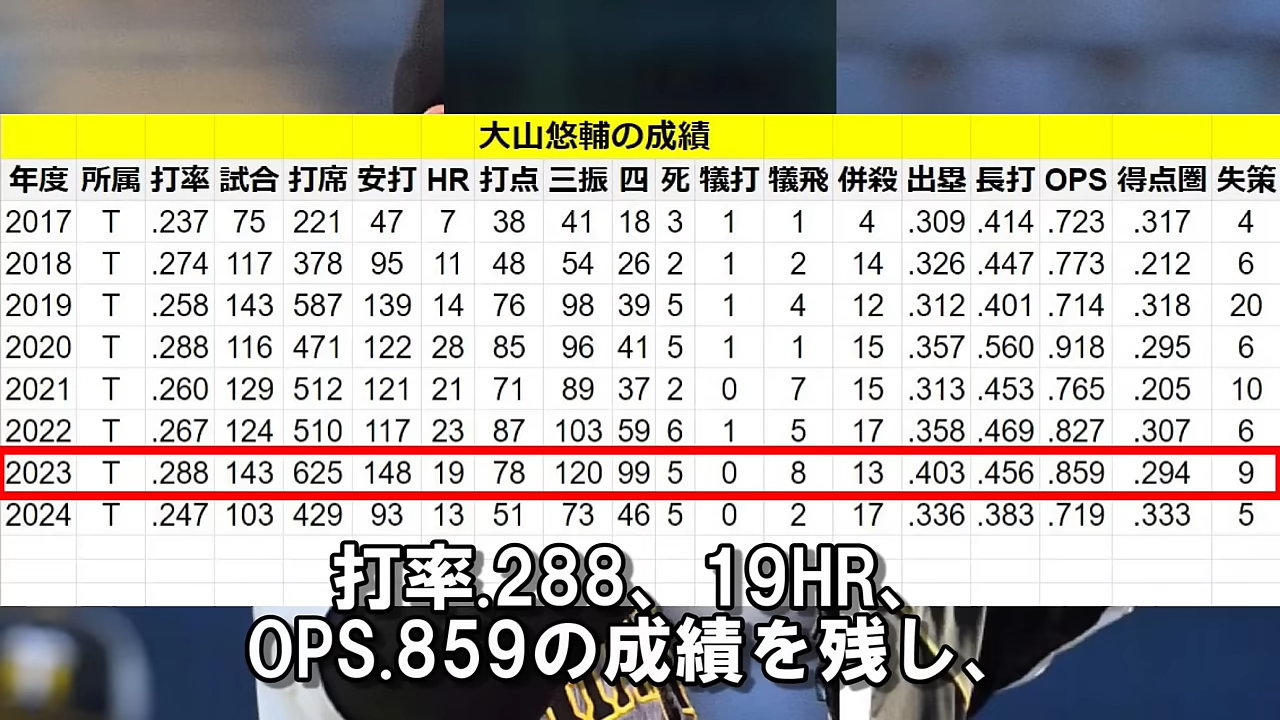 大山悠輔の成績
年度 所属 打率 試合 打席 安打 HR 打点 三振 四 死 犠打 犠飛 併殺 出塁 長打 OPS 得点圏 失策
2017 T .237 75 221 47 7 38 41 18 3 1 1 4 .309 .414 .723 .317 4
2018 T .274 117 378 95 11 48 54 26 2 1 2 14 .326 .447 .773 .212 6
2019 T .258 143 587 139 14 76 98 39 5 1 4 12 .312 .401 .714 .318 20
2020 T .288 116 471 122 28 85 96 41 5 1 1 15 .357 .560 .918 .295 6
2021 T .260 129 512 121 21 71 89 37 2 0 7 15 .313 .453 .765 .205 10
2022 T .267 124 510 117 23 87 103 59 6 1 5 17 .358 .469 .827 .307 6
2023 T .288 143 625 148 19 78 120 99 5 0 8 13 .403 .456 .859 .294 9
2024 T .247 103 429 93 13 51 73 46 5 0 2 17 .336 .383 .719 .333 5
打率.288、19HR、
OPS.859の成績を残し、